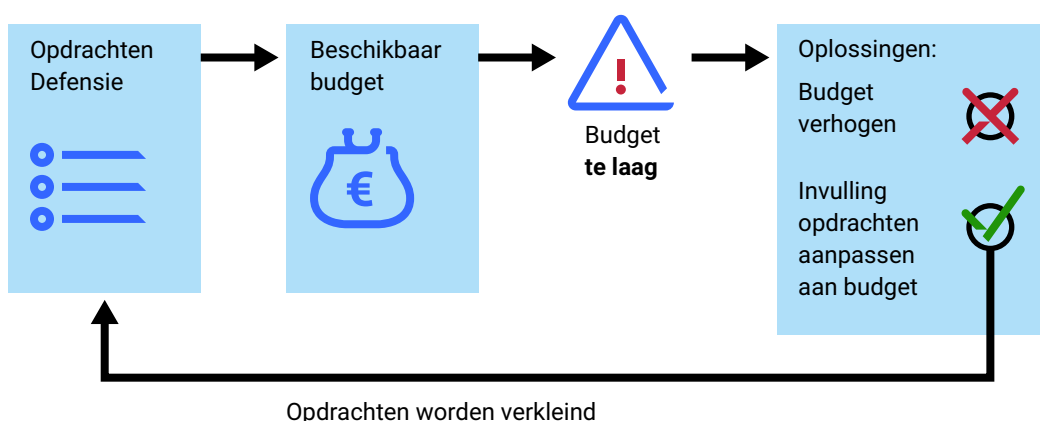 Opdrachten
Defensie
Beschikbaar
budget
€
Budget
te laag
Oplossingen:
Budget
verhogen
Invulling
opdrachten
aanpassen
aan budget
Opdrachten worden verkleind